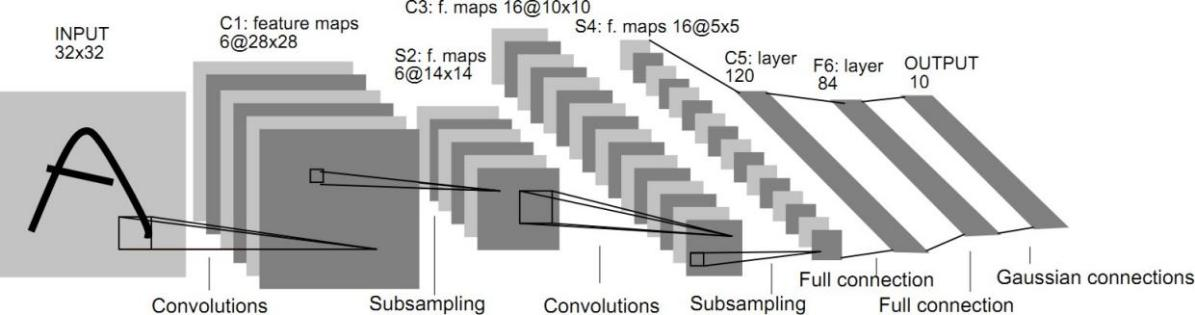 INPUT
32x32
C1: feature maps
6@28x28
S2: f. maps
6@14x14
C3: f. maps 16@10x10
S4: f. maps 16@5x5
C5: layer
120
F6: layer
84
OUTPUT
10
Convolutions
Subsampling
Convolutions
Subsampling
Full connection
Full connection
Gaussian connections